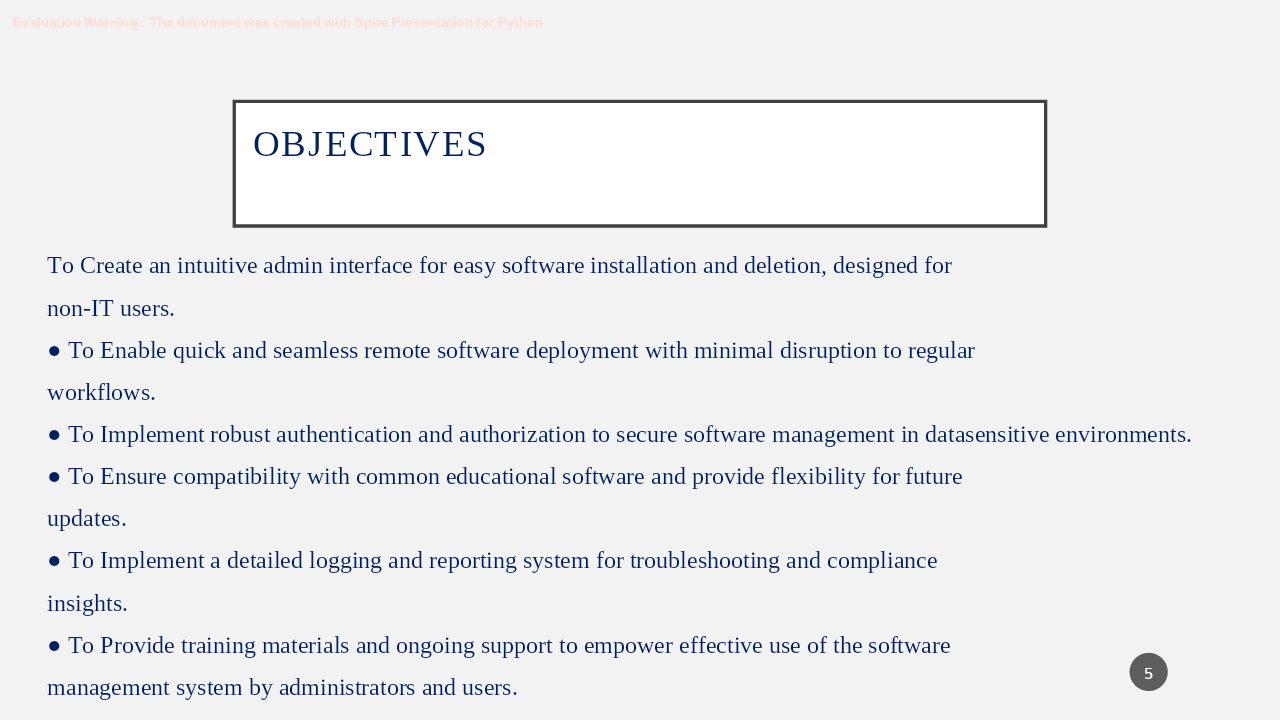 Evaluation Warning : The document was created with Spire.Presentation for Python
OBJECTIVES
To Create an intuitive admin interface for easy software installation and deletion, designed for
non-IT users.
● To Enable quick and seamless remote software deployment with minimal disruption to regular
workflows.
● To Implement robust authentication and authorization to secure software management in datasensitive environments.
● To Ensure compatibility with common educational software and provide flexibility for future
updates.
● To Implement a detailed logging and reporting system for troubleshooting and compliance
insights.
● To Provide training materials and ongoing support to empower effective use of the software
management system by administrators and users.
5